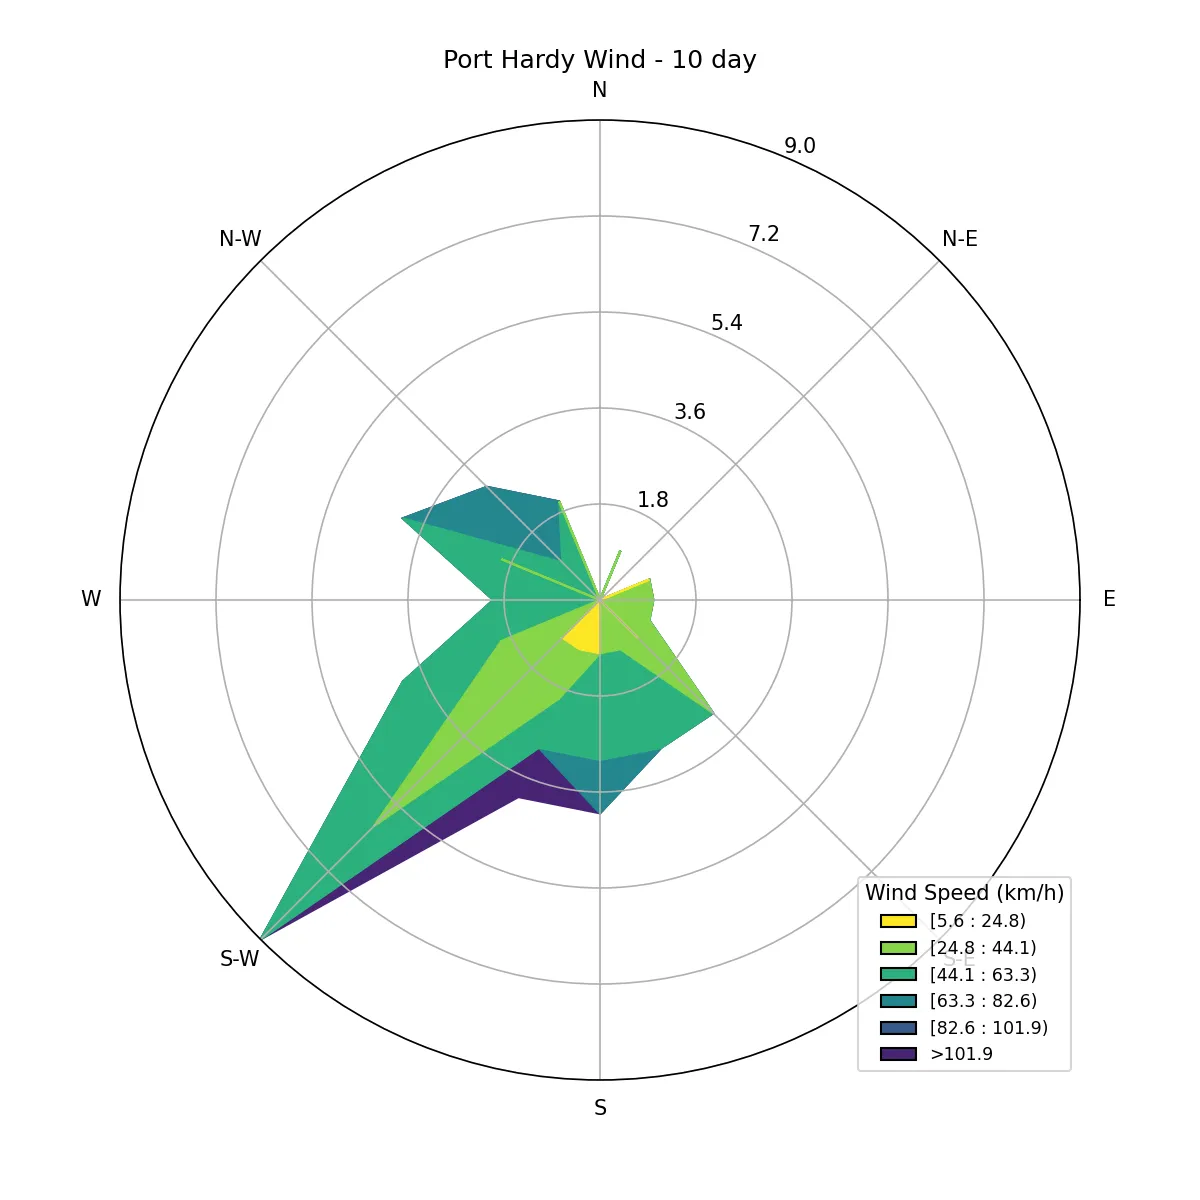 Port Hardy Wind - 10 day
N
9.0
N-W
N-E
7.2
5.4
3.6
1.8
W
E
S-W
S-E
S
Wind Speed (km/h)
[5.6 : 24.8)
[24.8 : 44.1)
[44.1 : 63.3)
[63.3 : 82.6)
[82.6 : 101.9)
>101.9